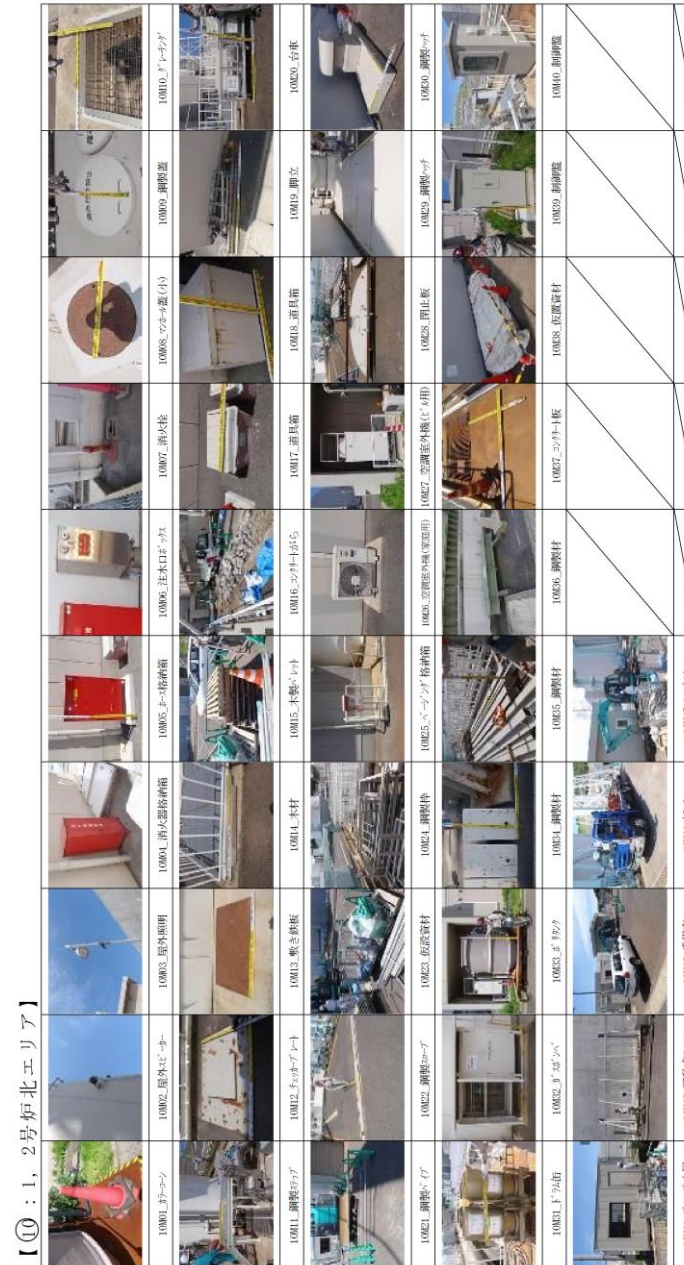 【⑩：1，2号炉北エリア】
10M01_カラーコーン
10M02_屋外スピーカー
10M03_屋外照明
10M04_消火器格納箱
10M05_ホース格納箱
10M06_注水口ボックス
10M07_消火栓
10M08_マンホール蓋(小)
10M09_鋼製蓋
10M10_グレーチング
10M11_鋼製ステップ
10M12_チェッカープレート
10M13_敷き鉄板
10M14_木材
10M15_木製パレット
10M16_コンクリートがら
10M17_道具箱
10M18_道具箱
10M19_脚立
10M20_台車
10M21_鋼製パイプ
10M22_鋼製スロープ
10M23_仮設資材
10M24_鋼製枠
10M25_ページング格納箱
10M26_空調室外機(家庭用)
10M27_空調室外機(ビル用)
10M28_閉止板
10M29_鋼製ハッチ
10M30_鋼製ハッチ
10M31_ドラム缶
10M32_ガスボンベ
10M33_ポリタンク
10M34_鋼製材
10M35_鋼製材
10M36_鋼製材
10M37_コンクリート板
10M38_仮置資材
10M39_制御盤
10M40_制御盤